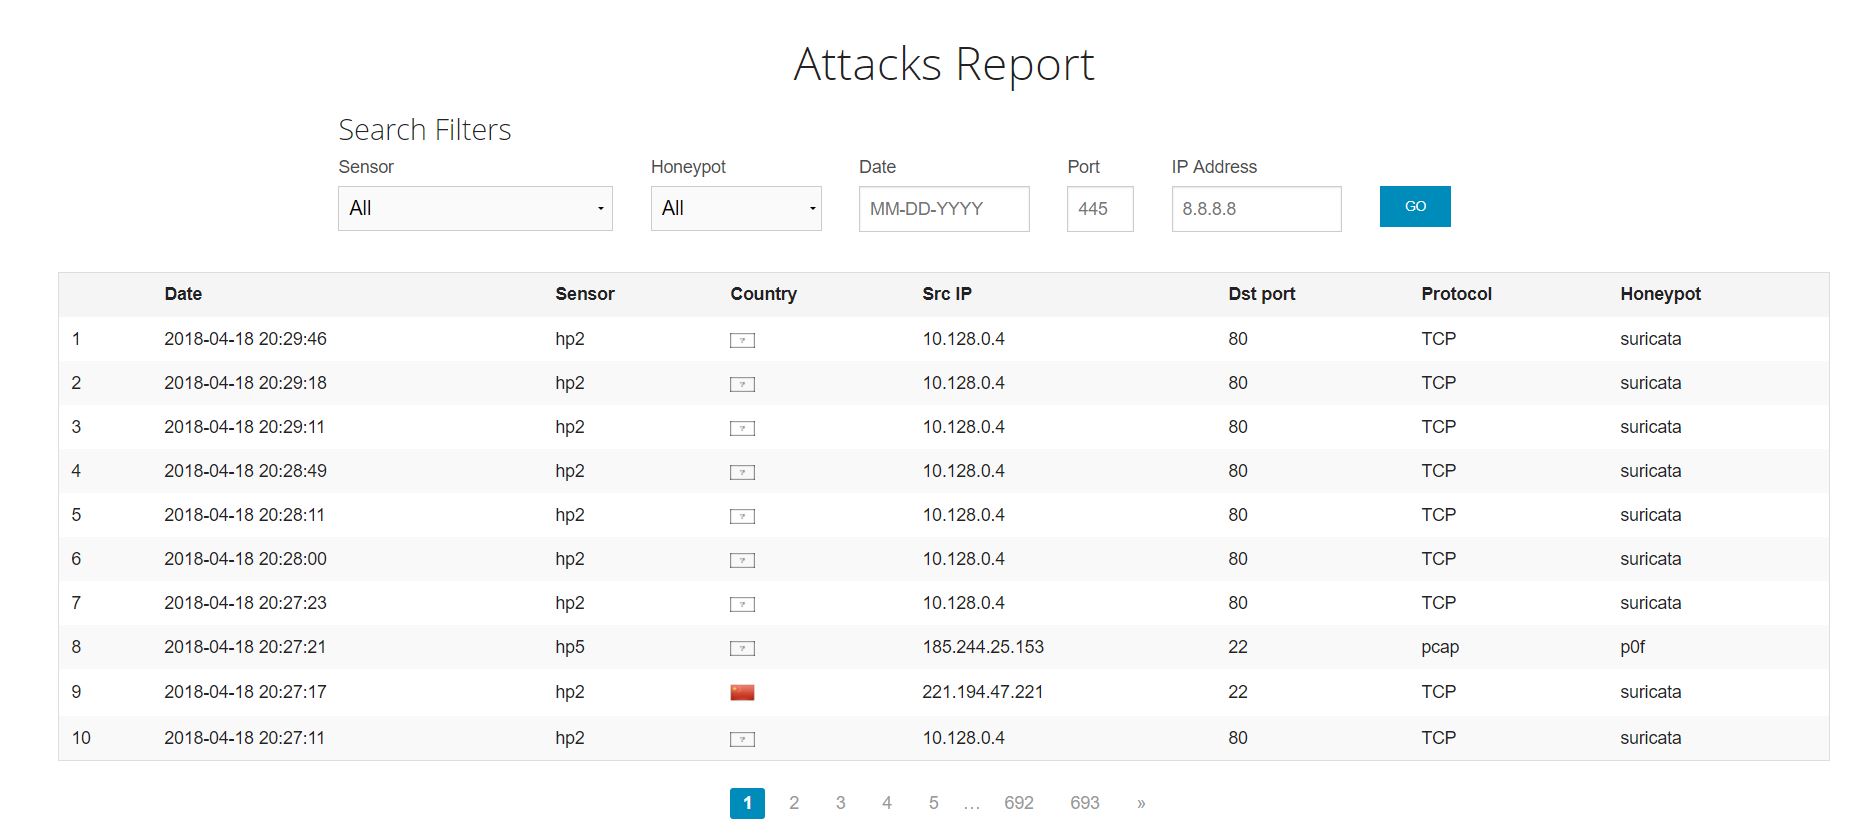 Attacks Report
Search Filters
Sensor Honeypot Date Port IP Address
All All MM-DD-YYYY 445 8.8.8.8 GO
Date Sensor Country Src IP Dst port Protocol Honeypot
1 2018-04-18 20:29:46 hp2 ? 10.128.0.4 80 TCP suricata
2 2018-04-18 20:29:18 hp2 ? 10.128.0.4 80 TCP suricata
3 2018-04-18 20:29:11 hp2 ? 10.128.0.4 80 TCP suricata
4 2018-04-18 20:28:49 hp2 ? 10.128.0.4 80 TCP suricata
5 2018-04-18 20:28:11 hp2 ? 10.128.0.4 80 TCP suricata
6 2018-04-18 20:28:00 hp2 ? 10.128.0.4 80 TCP suricata
7 2018-04-18 20:27:23 hp2 ? 10.128.0.4 80 TCP suricata
8 2018-04-18 20:27:21 hp5 ? 185.244.25.153 22 pcap p0f
9 2018-04-18 20:27:17 hp2 221.194.47.221 22 TCP suricata
10 2018-04-18 20:27:11 hp2 ? 10.128.0.4 80 TCP suricata
1 2 3 4 5 … 692 693 »